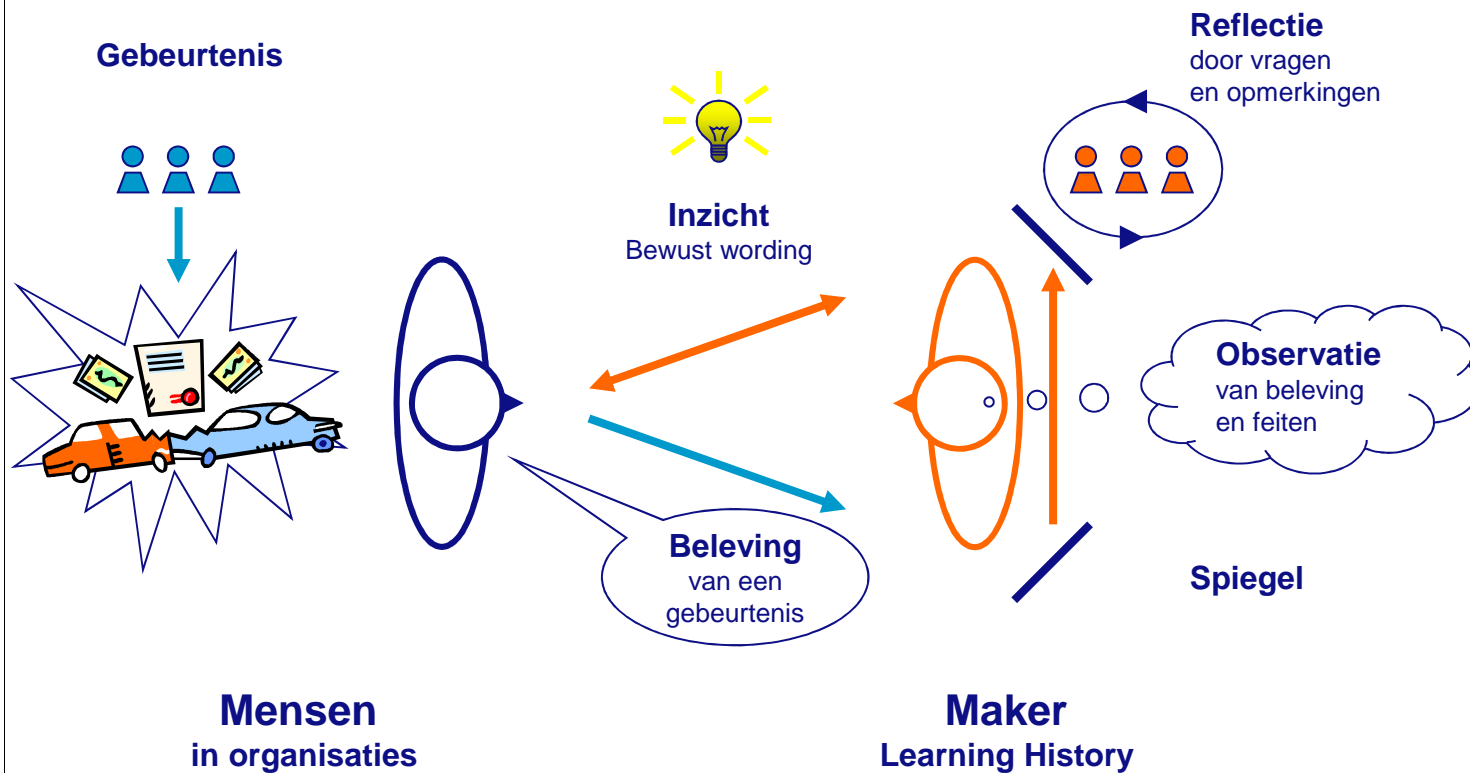 Gebeurtenis
Reflectie
door vragen
en opmerkingen
Inzicht
Bewust wording
Observatie
van beleving
en feiten
Beleving
van een
gebeurtenis
Spiegel
Mensen
in organisaties
Maker
Learning History